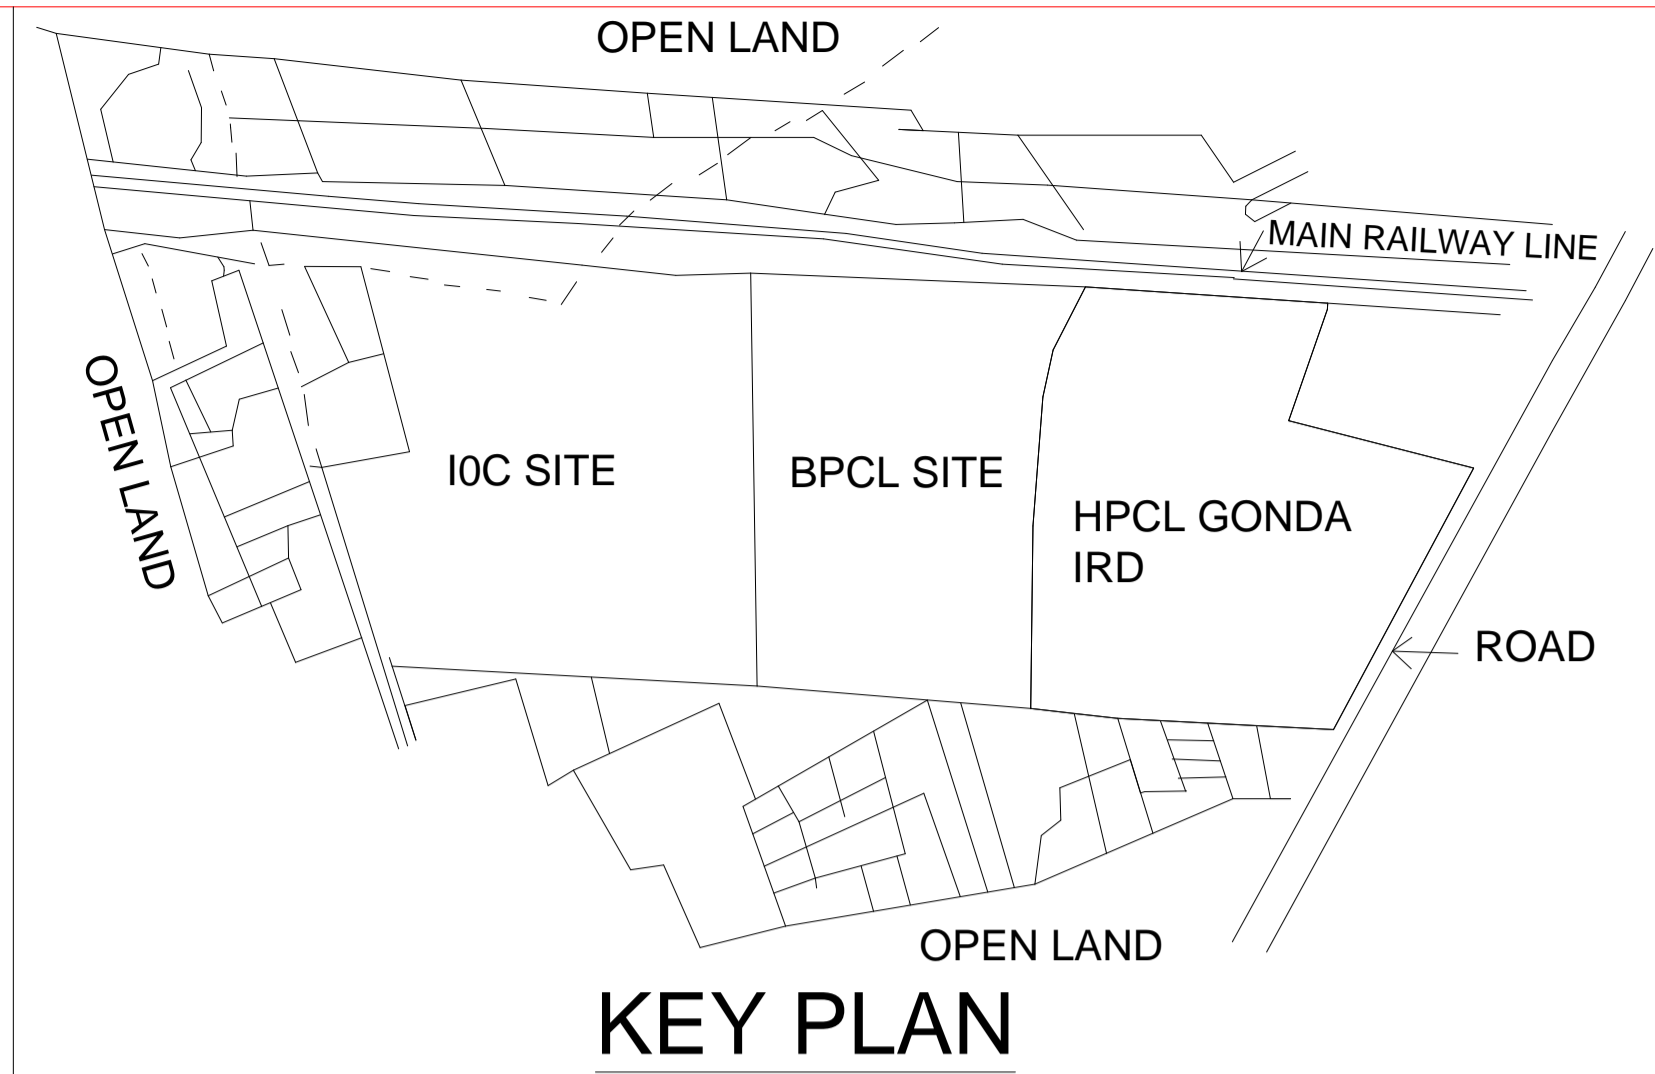 OPEN LAND
MAIN RAILWAY LINE
OPEN LAND
I0C SITE
BPCL SITE
HPCL GONDA
IRD
ROAD
OPEN LAND
KEY PLAN